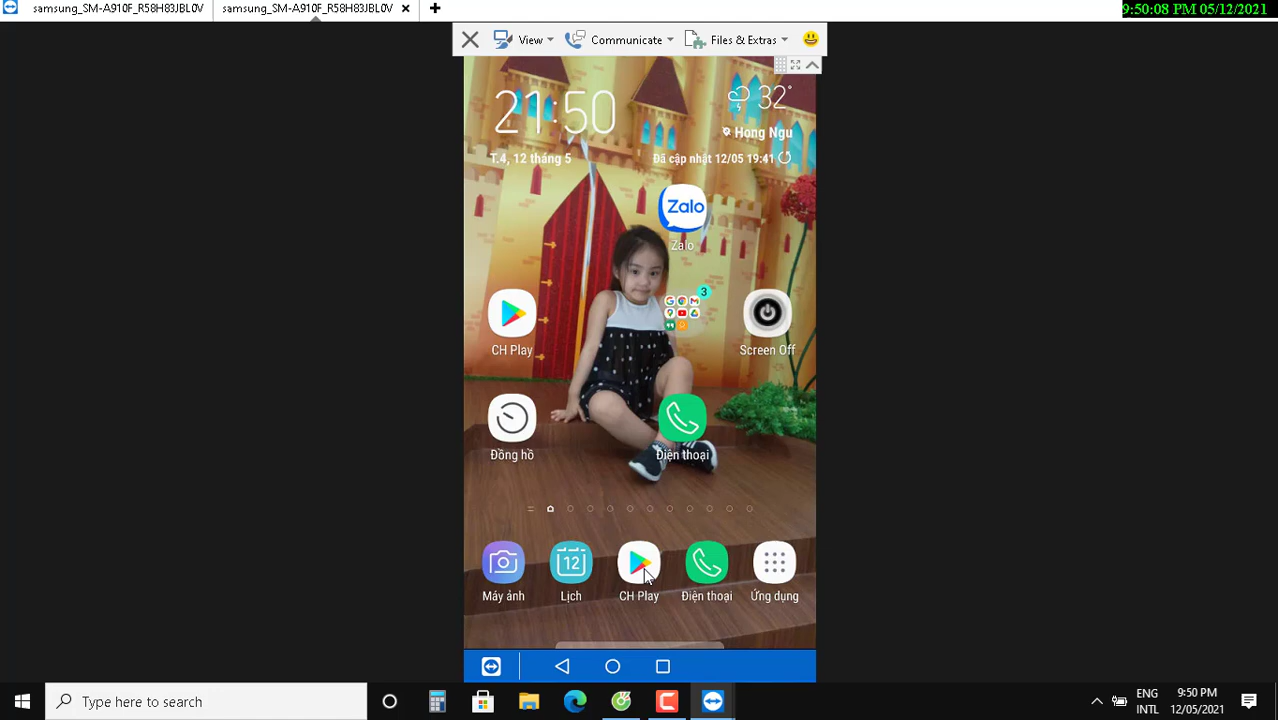 samsung_SM-A910F_R58H83JBL0V
samsung_SM-A910F_R58H83JBL0V
9:50:08 PM 05/12/2021
View
Communicate
Files & Extras
21:50
32°
Hong Ngu
T.4, 12 tháng 5
Đã cập nhật 12/05 19:41
Zalo
Zalo
3
CH Play
Screen Off
Đồng hồ
Điện thoại
12
Máy ảnh
Lịch
CH Play
Điện thoại
Ứng dụng
Type here to search
ENG
INTL
9:50 PM
12/05/2021